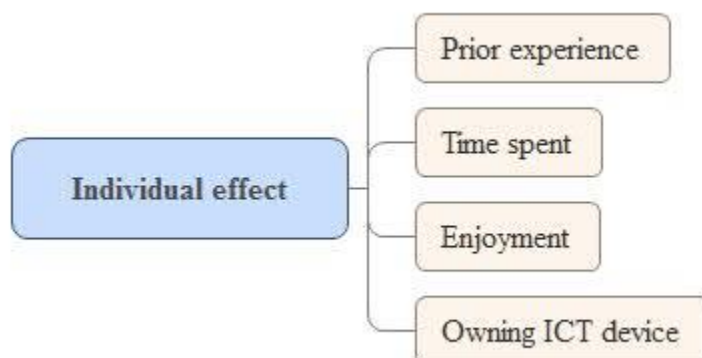 Prior experience
Time spent
Individual effect
Enjoyment
Owning ICT device